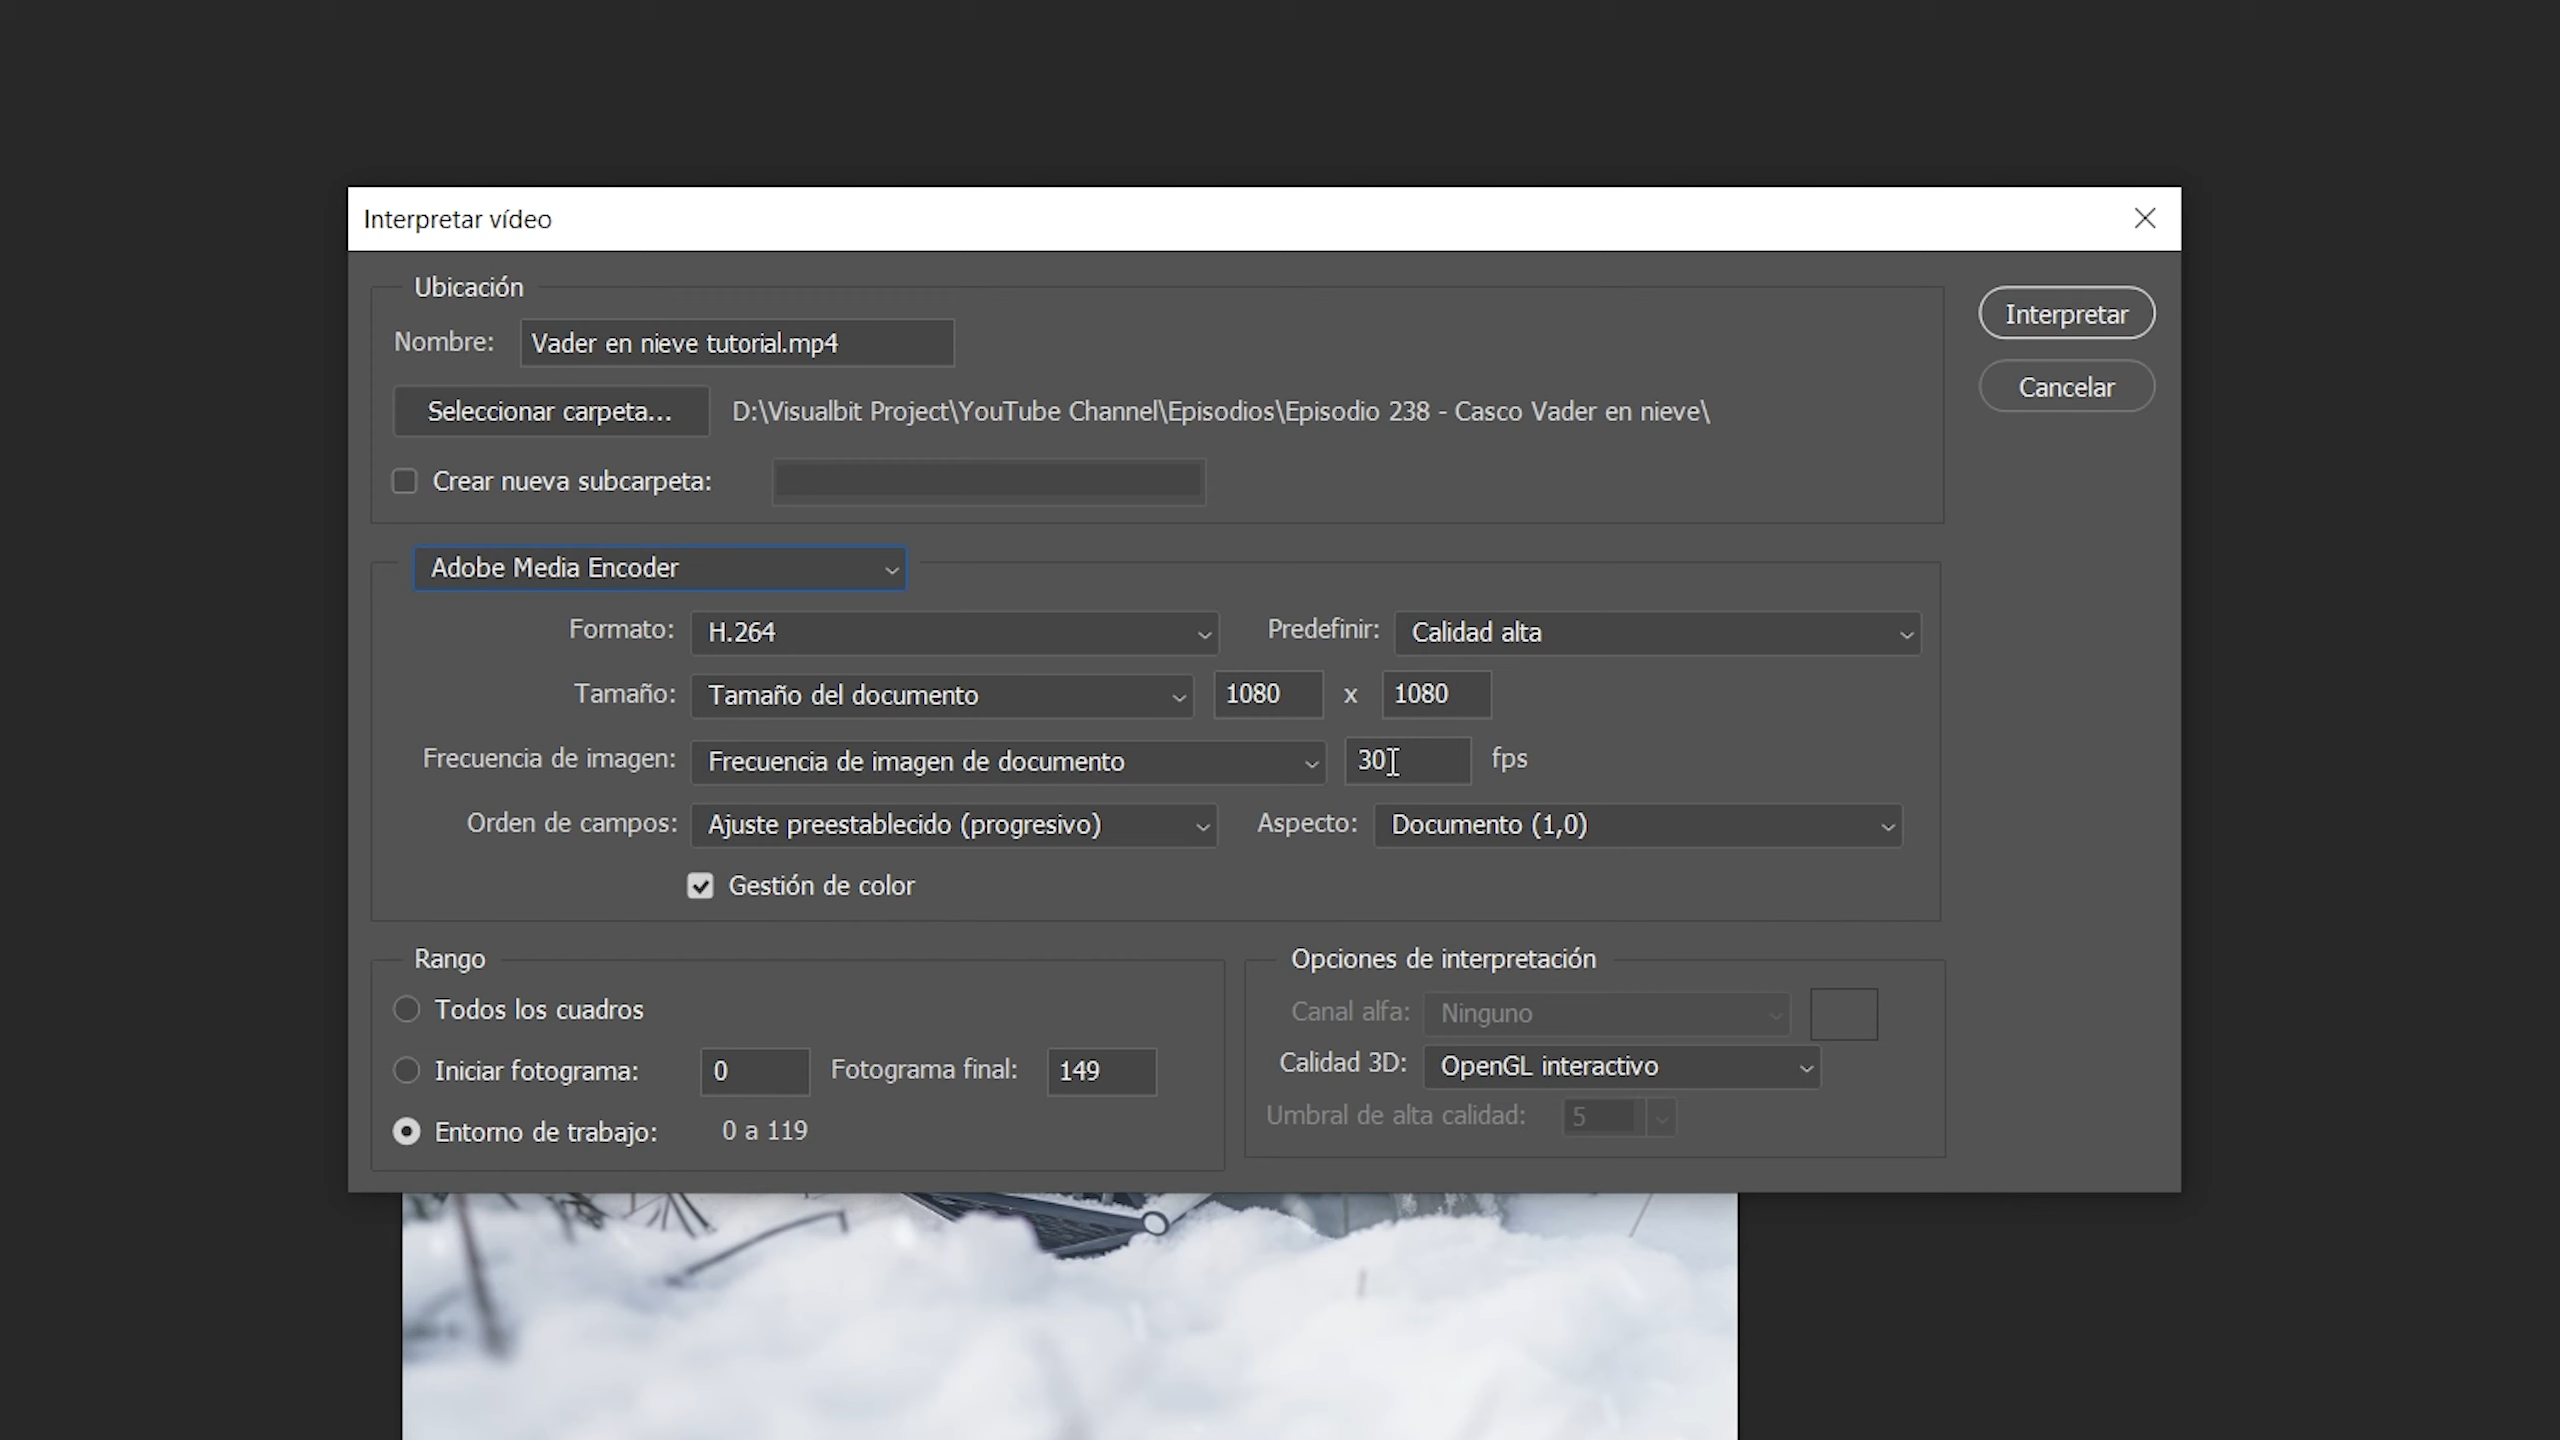 Interpretar vídeo
Ubicación
Interpretar
Nombre: Vader en nieve tutorial.mp4
Cancelar
Seleccionar carpeta... D:\Visualbit Project\YouTube Channel\Episodios\Episodio 238 - Casco Vader en nieve\
Crear nueva subcarpeta:
Adobe Media Encoder
Formato: H.264 Predefinir: Calidad alta
Tamaño: Tamaño del documento 1080 x 1080
Frecuencia de imagen: Frecuencia de imagen de documento 30 fps
Orden de campos: Ajuste preestablecido (progresivo) Aspecto: Documento (1,0)
Gestión de color
Rango
Todos los cuadros
Iniciar fotograma: 0 Fotograma final: 149
Entorno de trabajo: 0 a 119
Opciones de interpretación
Canal alfa: Ninguno
Calidad 3D: OpenGL interactivo
Umbral de alta calidad: 5